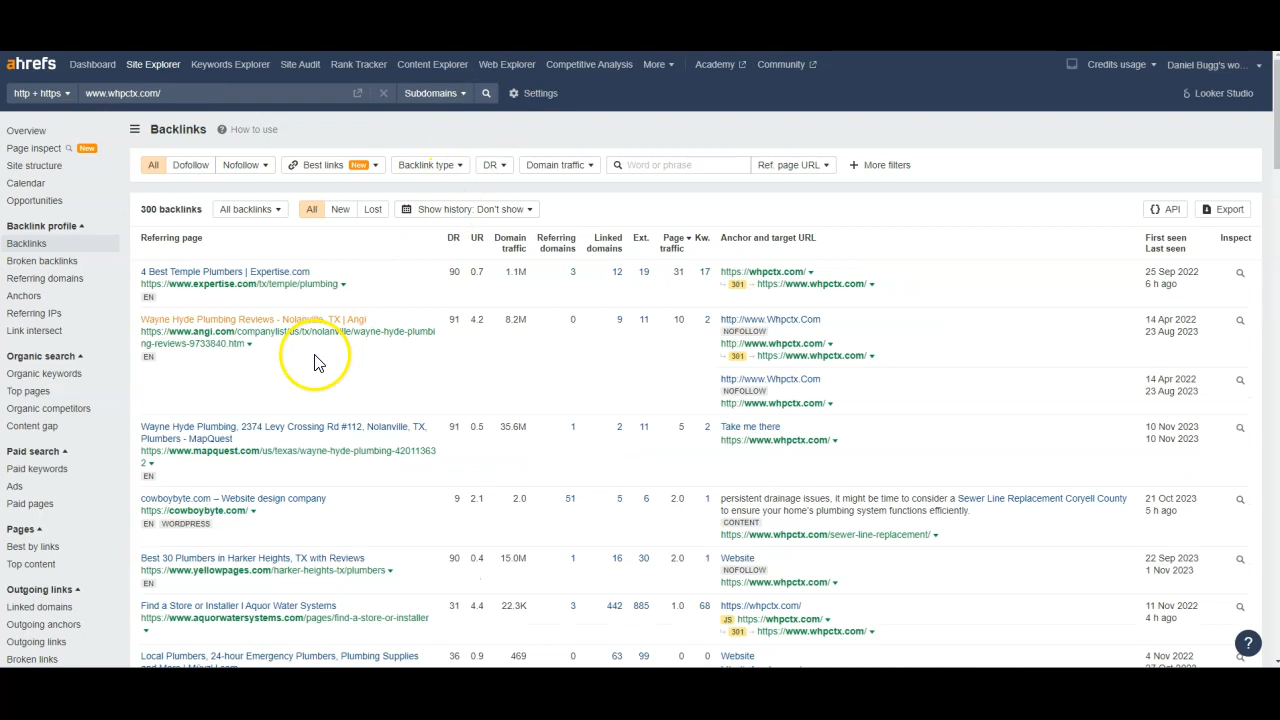 ahrefs Dashboard Site Explorer Keywords Explorer Site Audit Rank Tracker Content Explorer Web Explorer Competitive Analysis More Academy Community Credits usage Daniel Bugg's wo...
http + https www.whpctx.com/ Subdomains Settings Looker Studio
Overview
Page inspect New
Site structure
Calendar
Opportunities
Backlink profile
Backlinks
Broken backlinks
Referring domains
Anchors
Referring IPs
Link intersect
Organic search
Organic keywords
Top pages
Organic competitors
Content gap
Paid search
Paid keywords
Ads
Paid pages
Pages
Best by links
Top content
Outgoing links
Linked domains
Outgoing anchors
Outgoing links
Broken links
Backlinks ? How to use
All Dofollow Nofollow Best links New Backlink type DR Domain traffic Word or phrase Ref. page URL + More filters
300 backlinks All backlinks All New Lost Show history: Don't show {} API Export
Referring page DR UR Domain traffic Referring domains Linked domains Ext. Page traffic Kw. Anchor and target URL First seen Last seen Inspect
4 Best Temple Plumbers | Expertise.com 90 0.7 1.1M 3 12 19 31 17 https://whpctx.com/ 25 Sep 2022
https://www.expertise.com/tx/temple/plumbing 301 https://www.whpctx.com/ 6 h ago
EN
Wayne Hyde Plumbing Reviews - Nolanville, TX | Angi 91 4.2 8.2M 0 9 11 10 2 http://www.Whpctx.Com 14 Apr 2022
https://www.angi.com/companylist/us/tx/nolanville/wayne-hyde-plumbi NOFOLLOW 23 Aug 2023
ng-reviews-9733840.htm http://www.whpctx.com/
EN 301 https://www.whpctx.com/
http://www.Whpctx.Com 14 Apr 2022
NOFOLLOW 23 Aug 2023
http://www.whpctx.com/
Wayne Hyde Plumbing, 2374 Levy Crossing Rd #112, Nolanville, TX, 91 0.5 35.6M 1 2 11 5 2 Take me there 10 Nov 2023
Plumbers - MapQuest http://www.whpctx.com/ 10 Nov 2023
https://www.mapquest.com/us/texas/wayne-hyde-plumbing-42011363
2
EN
cowboybyte.com – Website design company 9 2.1 2.0 51 5 6 2.0 1 persistent drainage issues, it might be time to consider a Sewer Line Replacement Coryell County 21 Oct 2023
https://cowboybyte.com/ to ensure your home's plumbing system functions efficiently. 5 h ago
EN WORDPRESS CONTENT
https://www.whpctx.com/sewer-line-replacement/
Best 30 Plumbers in Harker Heights, TX with Reviews 90 0.4 15.0M 1 16 30 2.0 1 Website 22 Sep 2023
https://www.yellowpages.com/harker-heights-tx/plumbers NOFOLLOW 1 Nov 2023
EN https://www.whpctx.com/
Find a Store or Installer I Aquor Water Systems 31 4.4 22.3K 3 442 885 1.0 68 https://whpctx.com/ 11 Nov 2022
https://www.aquorwatersystems.com/pages/find-a-store-or-installer JS https://whpctx.com/ 4 h ago
301 https://www.whpctx.com/
Local Plumbers, 24-hour Emergency Plumbers, Plumbing Supplies 36 0.9 469 0 63 99 0 0 Website 4 Nov 2022
?